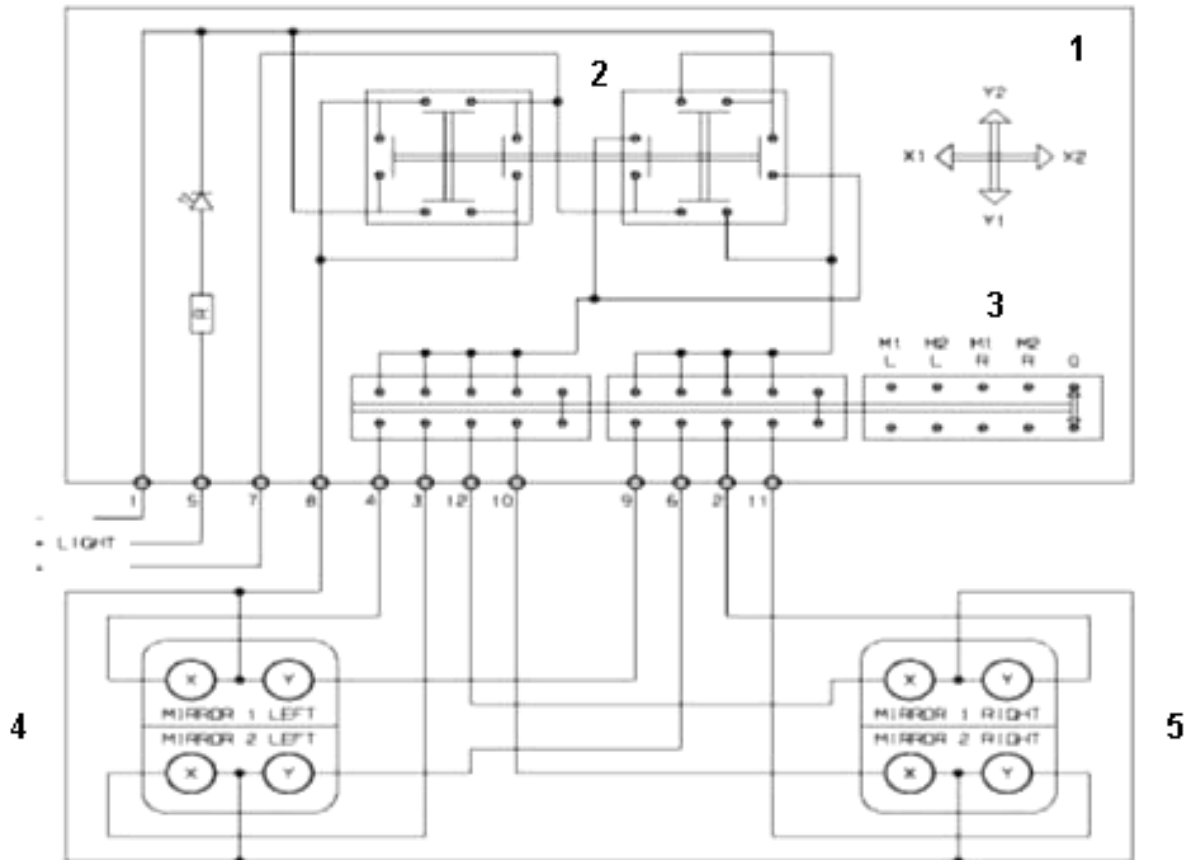 1
2
Y2
X1 X2
Y1
3
M1 M2 M1 M2
L L R R 0
R
1 5 7 8 4 3 12 10 9 6 2 11
-
+ LIGHT
X Y X Y
MIRROR 1 LEFT MIRROR 1 RIGHT
4 5
MIRROR 2 LEFT MIRROR 2 RIGHT
X Y X Y